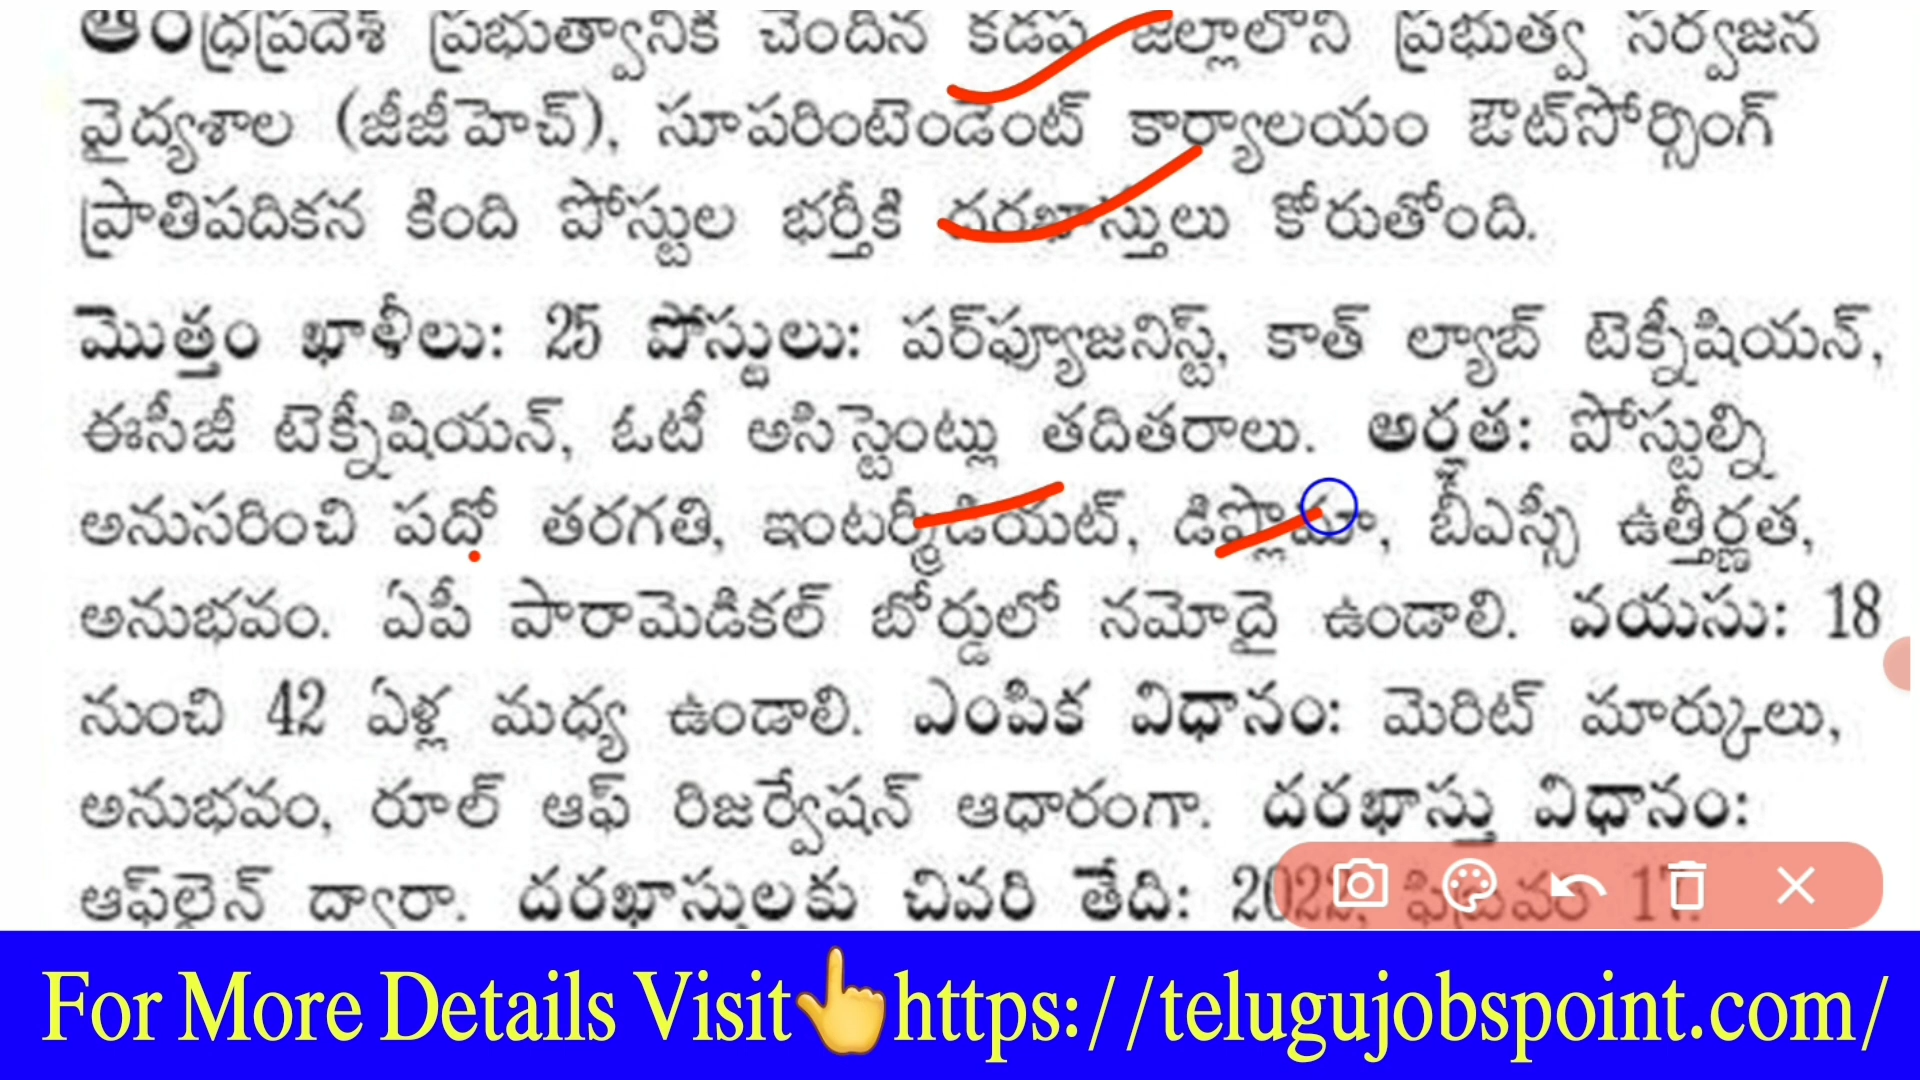 ఆంధ్రప్రదేశ్ ప్రభుత్వానికి చెందిన కడప జిల్లాలోని ప్రభుత్వ సర్వజన
వైద్యశాల (జీజీహెచ్), సూపరింటెండెంట్ కార్యాలయం ఔట్‌సోర్సింగ్
ప్రాతిపదికన కింది పోస్టుల భర్తీకి దరఖాస్తులు కోరుతోంది.
మొత్తం ఖాళీలు: 25 పోస్టులు: పర్‌ఫ్యూజనిస్ట్, కాత్ ల్యాబ్ టెక్నీషియన్,
ఈసీజీ టెక్నీషియన్, ఓటీ అసిస్టెంట్లు తదితరాలు. అర్హత: పోస్టుల్ని
అనుసరించి పదో తరగతి, ఇంటర్మీడియట్, డిప్లొమా, బీఎస్సీ ఉత్తీర్ణత,
అనుభవం. ఏపీ పారామెడికల్ బోర్డులో నమోదై ఉండాలి. వయసు: 18
నుంచి 42 ఏళ్ల మధ్య ఉండాలి. ఎంపిక విధానం: మెరిట్ మార్కులు,
అనుభవం, రూల్ ఆఫ్ రిజర్వేషన్ ఆధారంగా. దరఖాస్తు విధానం:
ఆఫ్‌లైన్ ద్వారా. దరఖాస్తులకు చివరి తేది: 2022, ఫిబ్రవరి 17.
For More Details Visit👆https://telugujobspoint.com/